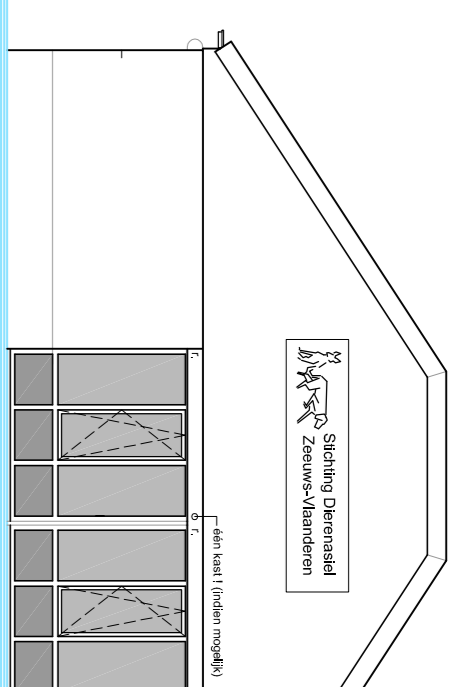 Stichting Dierenasiel
Zeeuws-Vlaanderen
r.
r.
één kast ! (indien mogelijk)